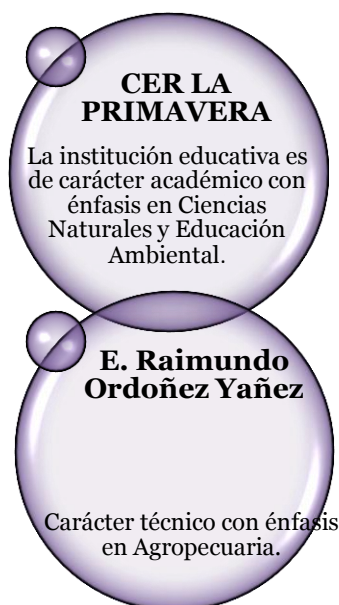 CER LA
PRIMAVERA
La institución educativa es
de carácter académico con
énfasis en Ciencias
Naturales y Educación
Ambiental.
E. Raimundo
Ordoñez Yañez
Carácter técnico con énfasis
en Agropecuaria.